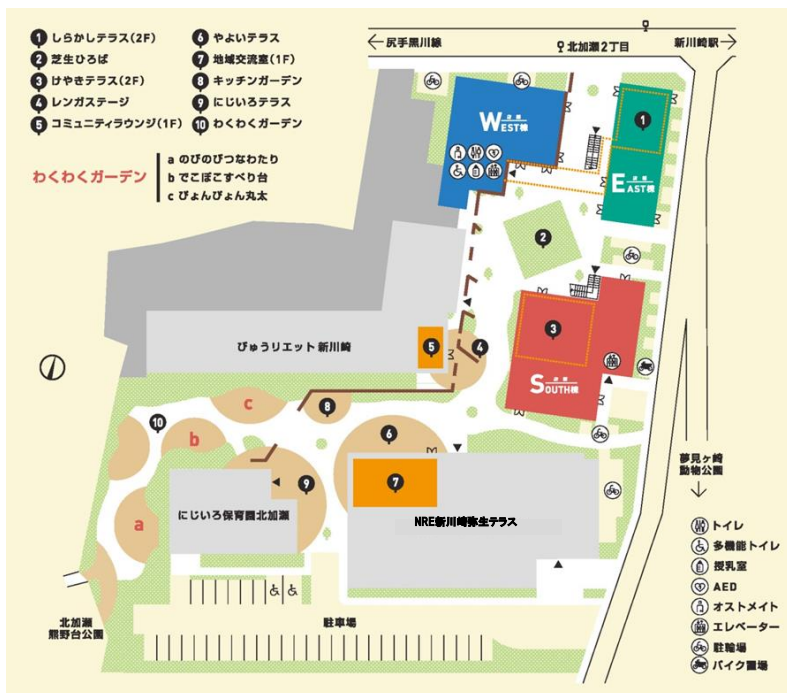 1 しらかしテラス(2F)
2 芝生ひろば
3 けやきテラス(2F)
4 レンガステージ
5 コミュニティラウンジ(1F)
6 やよいテラス
7 地域交流室(1F)
8 キッチンガーデン
9 にじいろテラス
10 わくわくガーデン
わくわくガーデン
a のびのびつなわたり
b でこぼこすべり台
c ぴょんぴょん丸太
尻手黒川線
北加瀬2丁目
新川崎駅
WEST棟
1
EAST棟
2
3
SOUTH棟
びゅうリエット新川崎
5
4
c
8
10
b
6
a
9
7
にじいろ保育園北加瀬
NRE新川崎弥生テラス
夢見ヶ崎
動物公園
北加瀬
熊野台公園
駐車場
トイレ
多機能トイレ
授乳室
AED
オストメイト
エレベーター
駐輪場
バイク置場